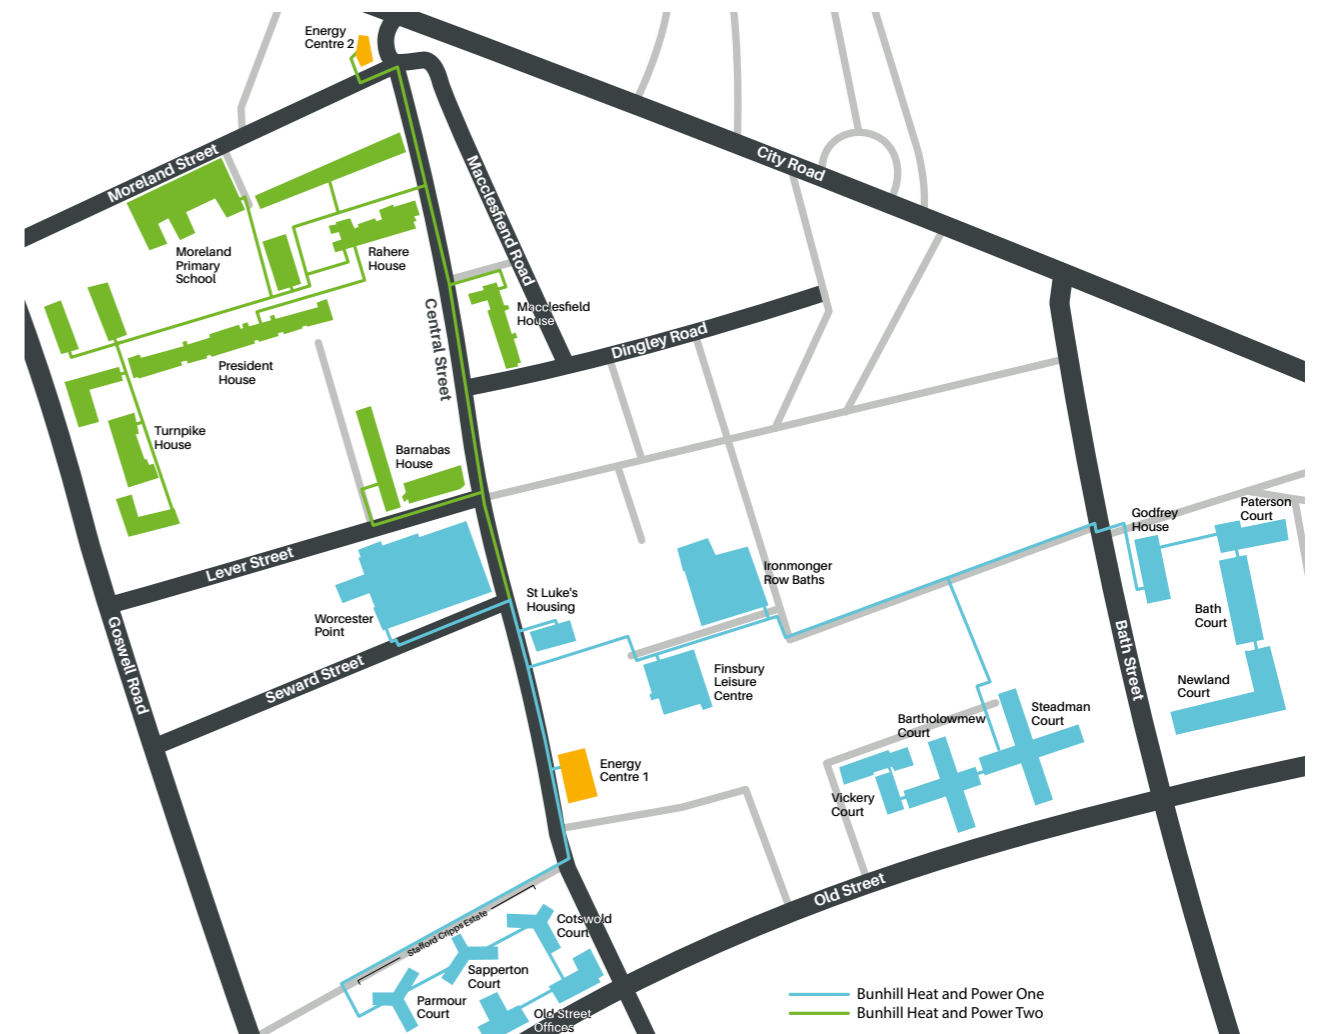 Energy
Centre 2
Moreland Street
City Road
Macclesfiend Road
Moreland
Primary
School
Rahere
House
Central Street
Macclesfield
House
Dingley Road
President
House
Turnpike
House
Barnabas
House
Lever Street
Godfrey
House
Paterson
Court
Ironmonger
Row Baths
St Luke's
Housing
Worcester
Point
Bath
Court
Goswell Road
Seward Street
Finsbury
Leisure
Centre
Bath Street
Newland
Court
Steadman
Court
Bartholowmew
Court
Energy
Centre 1
Vickery
Court
Old Street
Stafford Cripps Estate
Cotswold
Court
Sapperton
Court
Parmour
Court
Old Street
Offices
Bunhill Heat and Power One
Bunhill Heat and Power Two